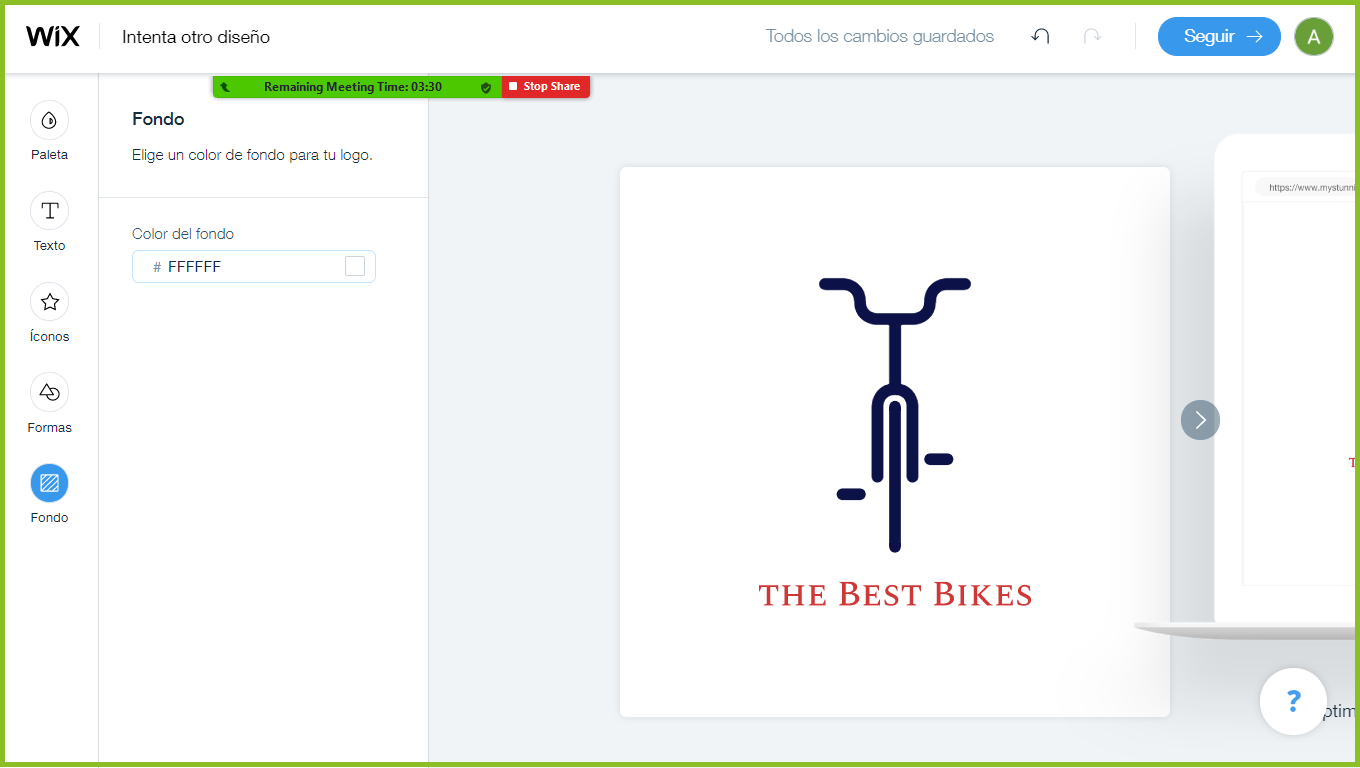 WiX
Intenta otro diseño
Todos los cambios guardados
Seguir
A
Remaining Meeting Time: 03:30
Stop Share
Paleta
Texto
Íconos
Formas
Fondo
Fondo
Elige un color de fondo para tu logo.
Color del fondo
# FFFFFF
THE BEST BIKES
https://www.mystunni
T
?
ptim